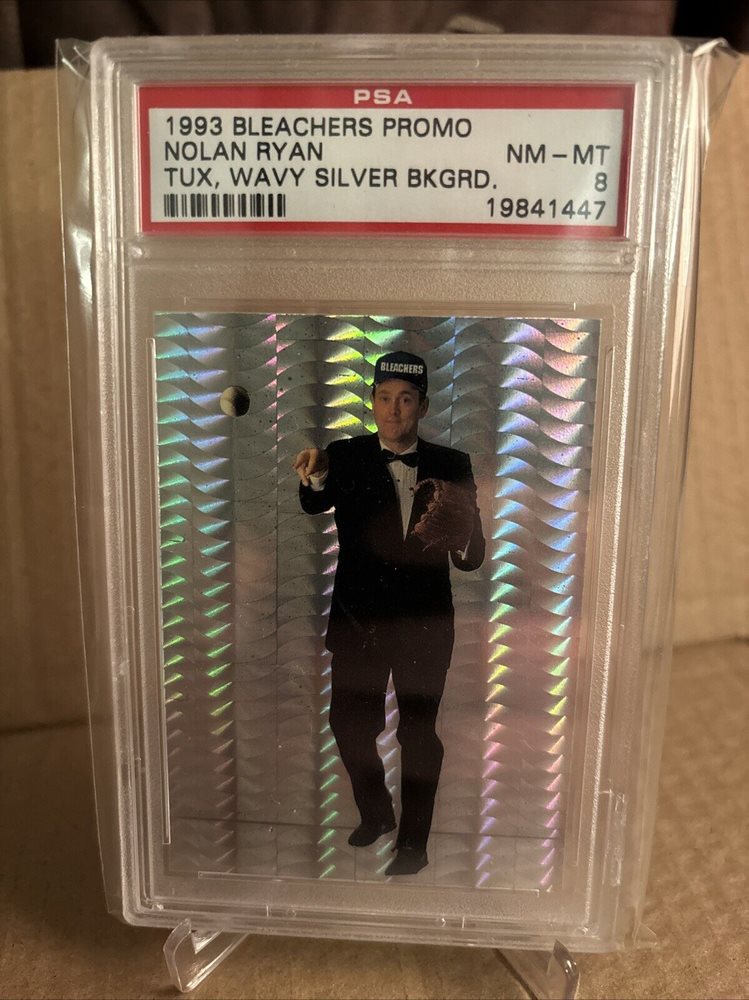 PSA
1993 BLEACHERS PROMO
NOLAN RYAN NM - MT
TUX, WAVY SILVER BKGRD. 8
19841447
BLEACHERS